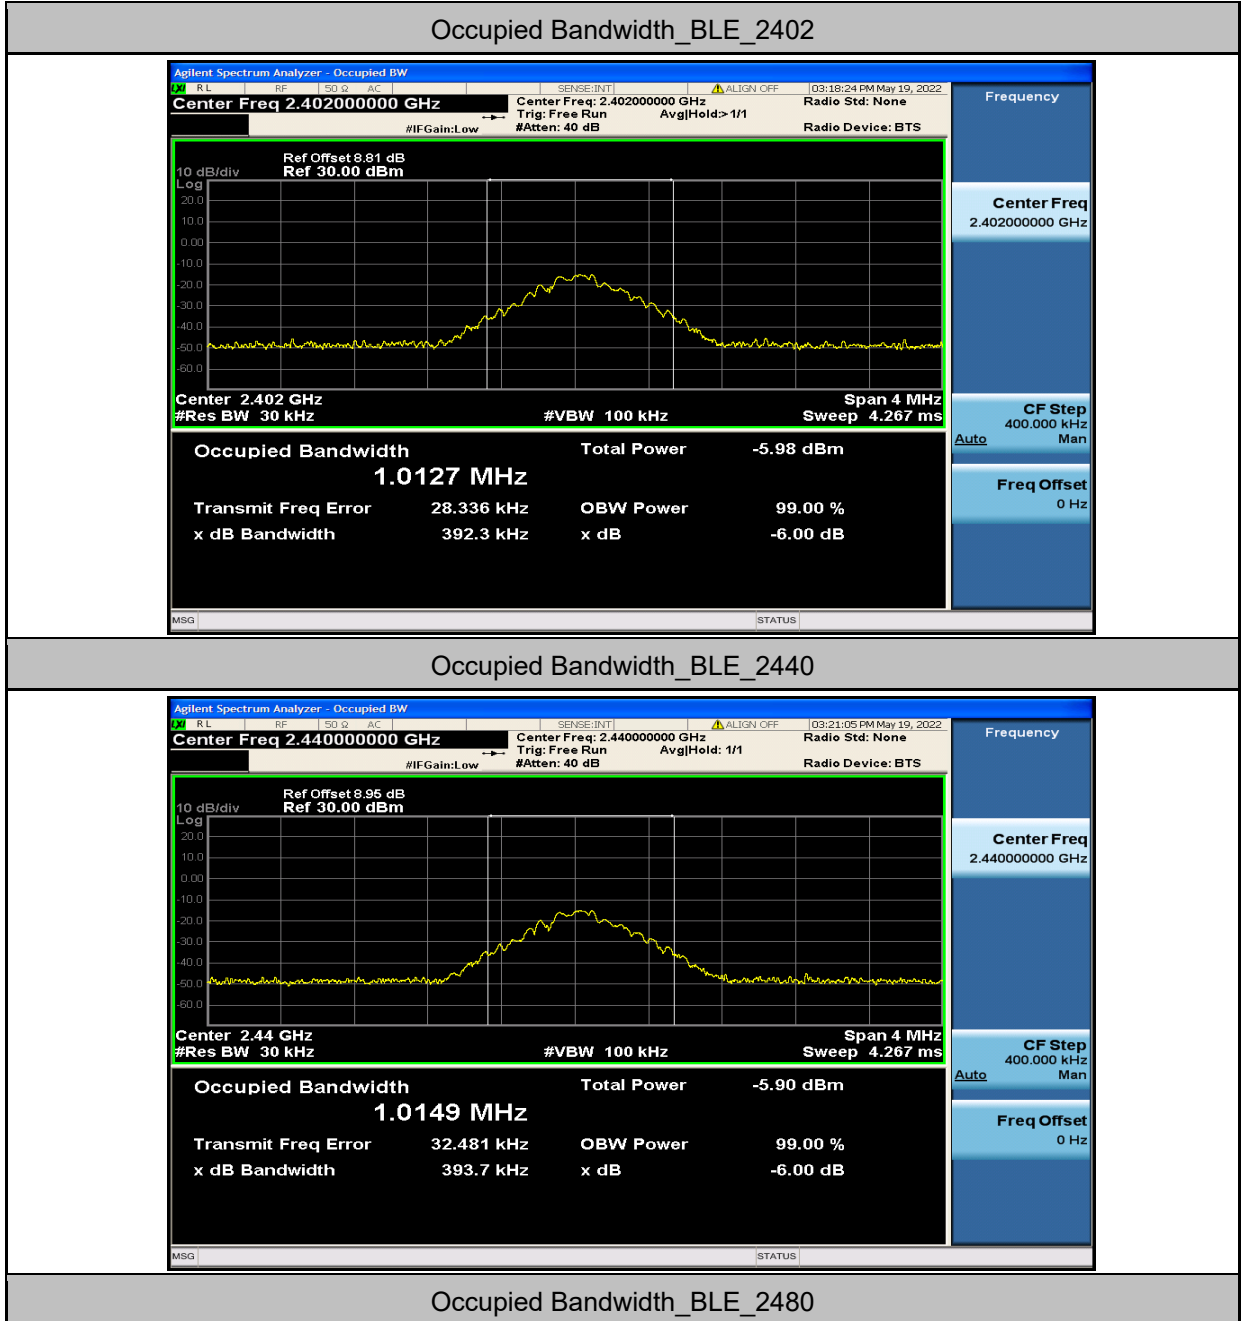 Occupied Bandwidth_BLE_2402
Agilent Spectrum Analyzer - Occupied BW
LXI RL RF 50 Ω AC SENSE:INT ALIGN OFF 03:18:24 PM May 19, 2022
Center Freq 2.402000000 GHz Center Freq: 2.402000000 GHz Radio Std: None
Trig: Free Run Avg|Hold:>1/1
#IFGain:Low #Atten: 40 dB Radio Device: BTS
Frequency
Ref Offset 8.81 dB
10 dB/div Ref 30.00 dBm
Log
20.0
10.0
0.00
-10.0
-20.0
-30.0
-40.0
-50.0
-60.0
Center 2.402 GHz Span 4 MHz
#Res BW 30 kHz #VBW 100 kHz Sweep 4.267 ms
Center Freq
2.402000000 GHz
CF Step
400.000 kHz
Auto Man
Freq Offset
0 Hz
Occupied Bandwidth Total Power -5.98 dBm
1.0127 MHz
Transmit Freq Error 28.336 kHz OBW Power 99.00 %
x dB Bandwidth 392.3 kHz x dB -6.00 dB
MSG STATUS
Occupied Bandwidth_BLE_2440
Agilent Spectrum Analyzer - Occupied BW
LXI RL RF 50 Ω AC SENSE:INT ALIGN OFF 03:21:05 PM May 19, 2022
Center Freq 2.440000000 GHz Center Freq: 2.440000000 GHz Radio Std: None
Trig: Free Run Avg|Hold: 1/1
#IFGain:Low #Atten: 40 dB Radio Device: BTS
Frequency
Ref Offset 8.95 dB
10 dB/div Ref 30.00 dBm
Log
20.0
10.0
0.00
-10.0
-20.0
-30.0
-40.0
-50.0
-60.0
Center 2.44 GHz Span 4 MHz
#Res BW 30 kHz #VBW 100 kHz Sweep 4.267 ms
Center Freq
2.440000000 GHz
CF Step
400.000 kHz
Auto Man
Freq Offset
0 Hz
Occupied Bandwidth Total Power -5.90 dBm
1.0149 MHz
Transmit Freq Error 32.481 kHz OBW Power 99.00 %
x dB Bandwidth 393.7 kHz x dB -6.00 dB
MSG STATUS
Occupied Bandwidth_BLE_2480